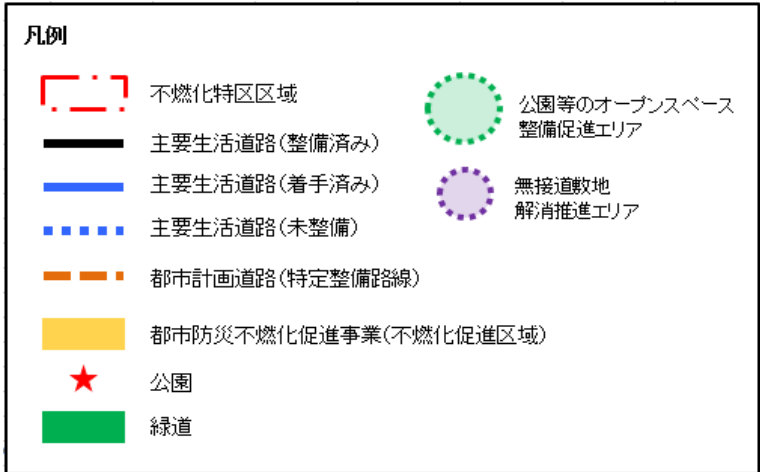 凡例
不燃化特区区域
主要生活道路(整備済み)
主要生活道路(着手済み)
主要生活道路(未整備)
都市計画道路(特定整備路線)
都市防災不燃化促進事業(不燃化促進区域)
公園
緑道
公園等のオープンスペース
整備促進エリア
無接道敷地
解消推進エリア